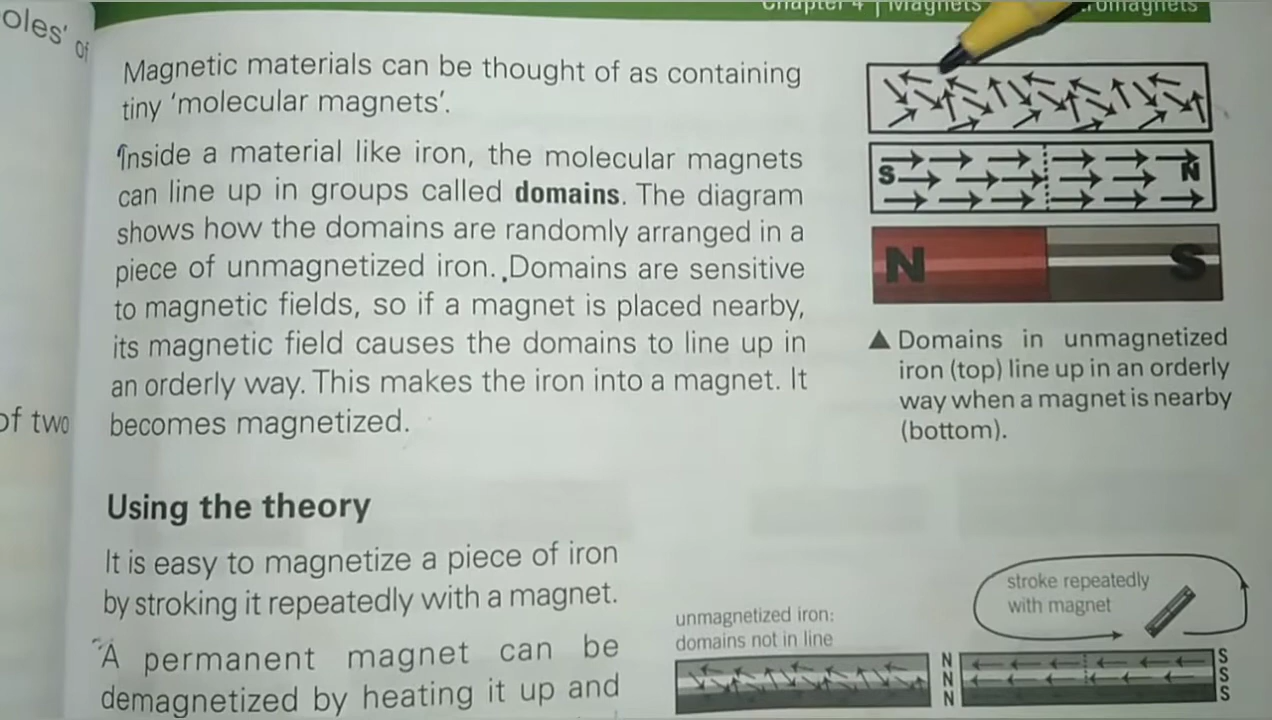 oles' of
of two
Chapter 4 | Magnets
Magnetic materials can be thought of as containing
tiny 'molecular magnets'.
Inside a material like iron, the molecular magnets
can line up in groups called domains. The diagram
shows how the domains are randomly arranged in a
piece of unmagnetized iron. Domains are sensitive
to magnetic fields, so if a magnet is placed nearby,
its magnetic field causes the domains to line up in
an orderly way. This makes the iron into a magnet. It
becomes magnetized.
S N
N S
▲ Domains in unmagnetized
iron (top) line up in an orderly
way when a magnet is nearby
(bottom).
Using the theory
It is easy to magnetize a piece of iron
by stroking it repeatedly with a magnet.
A permanent magnet can be
demagnetized by heating it up and
unmagnetized iron:
domains not in line
stroke repeatedly
with magnet
N S
N S
N S